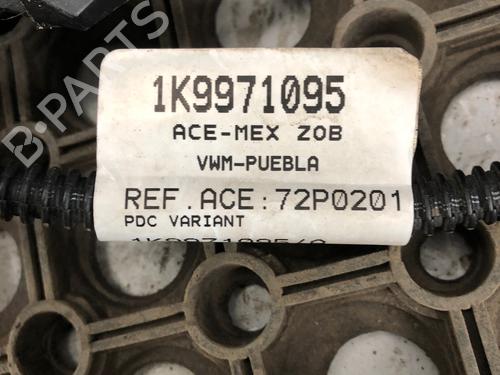 B-PARTS
1K9971095
ACE-MEX ZOB
VWM-PUEBLA
REF.ACE:72P0201
PDC VARIANT